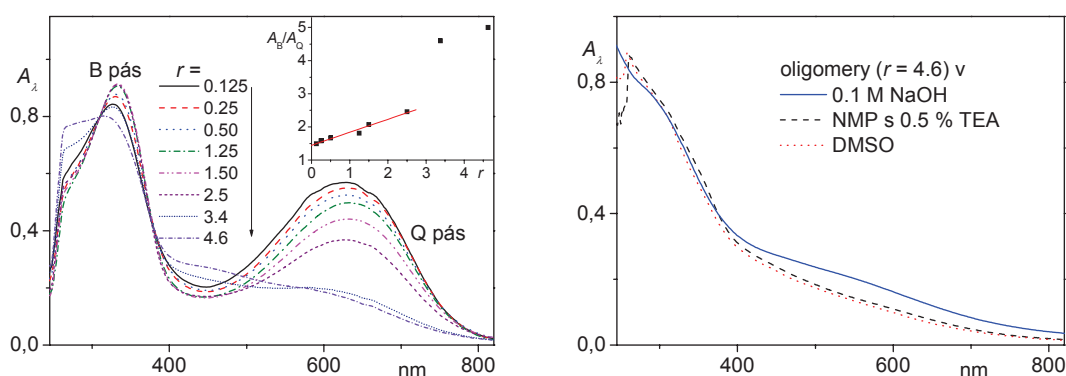 A_λ
B pás
r =
0.125
0.25
0.50
1.25
1.50
2.5
3.4
4.6
Q pás
0,8
0,4
0,0
400
600
800
nm
A_B/A_Q
5
4
3
2
1
0
2
4
r
A_λ
oligomery (r = 4.6) v
0.1 M NaOH
NMP s 0.5 % TEA
DMSO
0,8
0,4
0,0
400
600
800
nm